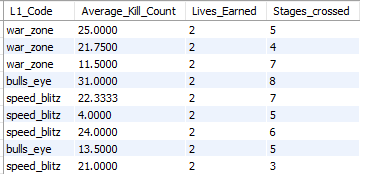 L1_Code Average_Kill_Count Lives_Earned Stages_crossed
war_zone 25.0000 2 5
war_zone 21.7500 2 4
war_zone 11.5000 2 7
bulls_eye 31.0000 2 8
speed_blitz 22.3333 2 7
speed_blitz 4.0000 2 5
speed_blitz 24.0000 2 6
bulls_eye 13.5000 2 5
speed_blitz 21.0000 2 3